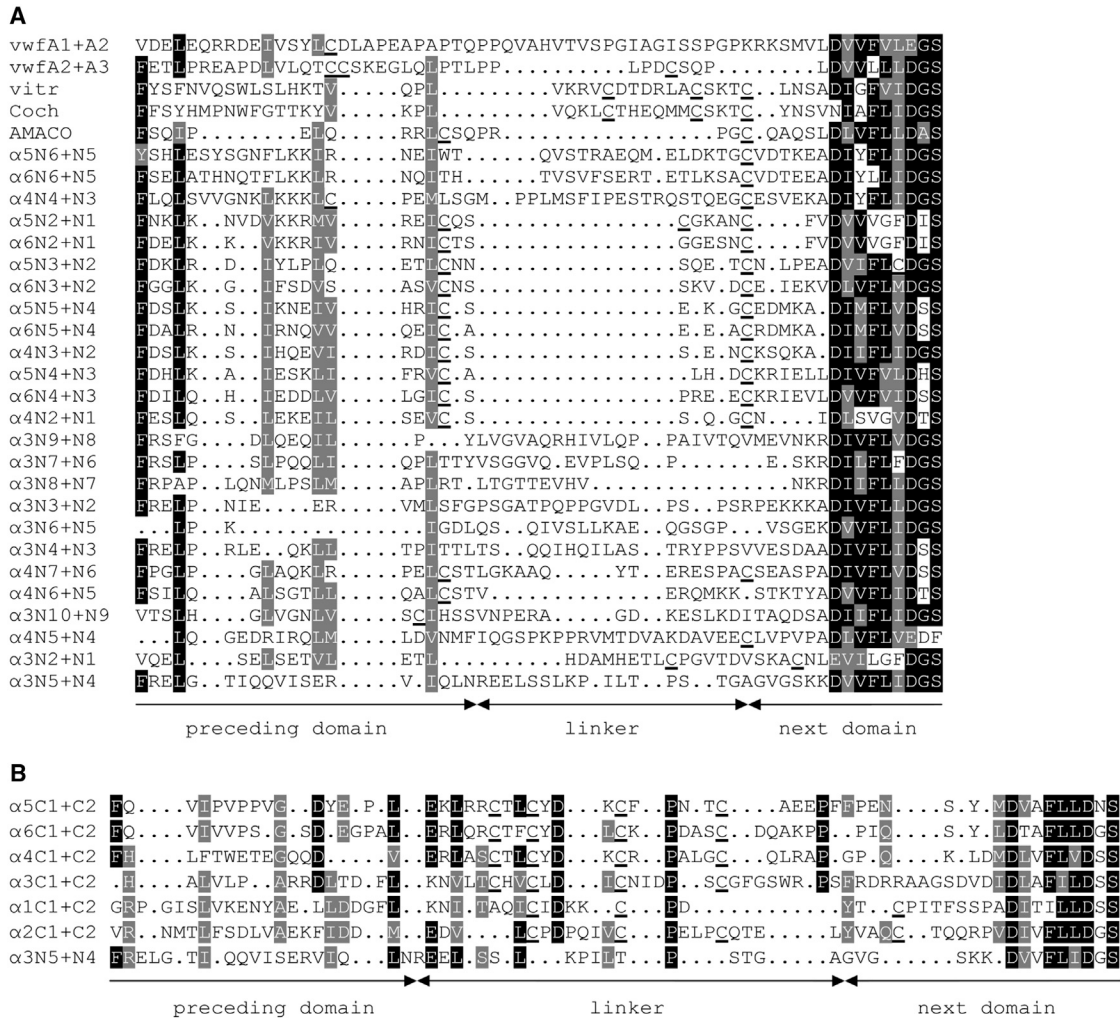 A
vwfA1+A2 VDELEQRRDEIVSYLCDLAPEAPAPTQPPQVAHVTVSPGIAGISSPGPKRKSMVLDVVFVLEGS
vwfA2+A3 FETLPREAPDLVLQTCCSKEGLQLPTLPP..........LPDCSQP........LDVVLLLDGS
vitr FYSFNVQSWLSLHKTV.....QPL.........VKRVCDTDRLACSKTC..LNSADIGFVIDGS
Coch FFSYHMPNWFGTTKYV.....KPL.........VQKLCTHEQMMCSKTC..YNSVNIAFLIDGS
AMACO FSQIP........ELQ.....RRLCSQPR.................PGC.QAQSLDLVFLLDAS
α5N6+N5 YSHLESYSGNFLKKIR.....NEIWT.......QVSTRAEQM.ELDKTGCVDTKEADIYFLIDGS
α6N6+N5 FSELATHNQTFLKKLR.....NQITH.......TVSVFSERT.ETLKSACVDTEEADIYLLIDGS
α4N4+N3 FLQLSVVGNKLKKKLC.....PEMLSGM.PPLMSFIPESTRQSTQEGCESVEKADIYFLIDGS
α5N2+N1 FNKLK..NVDVKKRMV.....REICQS................CGKANC....FVDVVVGFDIS
α6N2+N1 FDELK..K..VKKRIV.....RNICTS................GGESNC....FVDVVVGFDIS
α5N3+N2 FDKLR..D..IYLPLQ.....ETLCNN................SQE.TCN.LPEADVIFLCDGS
α6N3+N2 FGGLK..G..IFSDVS.....ASVCNS................SKV.DCE.IEKVDLVFLMDGS
α5N5+N4 FDSLK..S..IKNEIV.....HRIC.S................E.K.GCEDMKA.DIMFLVDSS
α6N5+N4 FDALR..N..IRNQVV.....QEIC.S................E.E.ACRDMKA.DIMFLVDSS
α4N3+N2 FDSLK..S..IHQEVI.....RDIC.S................S.E.NCKSQKA.DIIFLIDGS
α5N4+N3 FDHLK..A..IESKLI.....FRVC.A................LH.DCKRIELLDVVFVLDHS
α6N4+N3 FDILK..H..IEDDLV.....LGIC.S................PRE.ECKRIEVLDVVFVIDSS
α4N2+N1 FESLQ..S..LEKEIL.....SEVC.S................S.Q.GCN....I.DLSVGVDTS
α3N9+N8 FRSFG....DLQEQIL......P..YLVGVAQRHIVLQP..PAIVTQVMEVNKRDIVFLVDGS
α3N7+N6 FRSLP....SLPQQLI.....QPLTTYVSGGVQ.EVPLSQ..P.......E.SKRDILFLFDGS
α3N8+N7 FRPAP..LQNMLPSLM.....APLRT.LTGTTEVHV................NKRDIIFLLDGS
α3N3+N2 FRELP..NIE....ER.....VMLSFGPSGATPQPPGVDL..PS..PSRPEKKKADIVFLIDGS
α3N6+N5 ...LP..K...............IGDLQS..QIVSLLKAE..QGSGP...VSGEKDVVFLIDGS
α3N4+N3 FRELP..RLE..QKLL.....TPITTLTS..QQIHQILAS..TRYPPSVVESDAADIVFLIDSS
α4N7+N6 FPGLP....GLAQKLR.....PELCSTLGKAAQ.....YT..ERESPACSEASPADIVFLVDSS
α4N6+N5 FSILQ....ALSGTLL.....QALCSTV...........ERQMKK....STKTYADIVFLIDTS
α3N10+N9 VTSLH....GLVGNLV......SCLHSSVNPERA....GD..KESLKDITAQDSADIIFLIDGS
α4N5+N4 ...LQ...GEDRIRQLM....LDVNMFIQGSPKPPRVMTDVAKDAVEECLVPVPADLVFLVEDF
α3N2+N1 VQEL.....SELSETVL....ETL..........HDAMHETLCPGVTDVSKACNLEVILGFDGS
α3N5+N4 FRELG...TIQQVISER.....V.IQLNREELSSLKP.ILT..PS..TGAGVGSKKDVVFLIDGS
preceding domain linker next domain
B
α5C1+C2 FQ....VIPVPPVG..DYE.P.L..EKLRRCTLCYD...KCF..PN.TC....AEEPFFPEN....S.Y.MDVAFLLDNS
α6C1+C2 FQ....VIVVPS.G.SD.EGPAL..ERLQRCTFCYD...LCK..PDASC...DQAKPP.PIQ....S..YLDTAFLLDGS
α4C1+C2 FH....LFTWETEGQQD.....V..ERLASCTLCYD...KCR..PALGC...QLRAP.GP.Q....K.LDMDLVFLVDSS
α3C1+C2 .H....ALVLP..ARRDLTD.FL..KNVLTCHVCLD...ICNIDP..SCGFGSWR.PSFRDRRAAGSDVDIDLAFILDSS
α1C1+C2 GRPGISLVKENYAE.LLDDGFL..KNI.TAQICIDKK..C...PD...........YT..CPITFSSPADITILLDSS
α2C1+C2 VR..NMTLFSDLVAEKFIDD..M..EDV....LCPDPQIVC..PELPCQTE....LYVAQC..TQQRPVDIVFLLDGS
α3N5+N4 FRELG.TI..QQVISERVIQ...LNREEL.SS.L...KPILT..P...STG.....AGVG.....SKK.DVVFLIDGS
preceding domain linker next domain